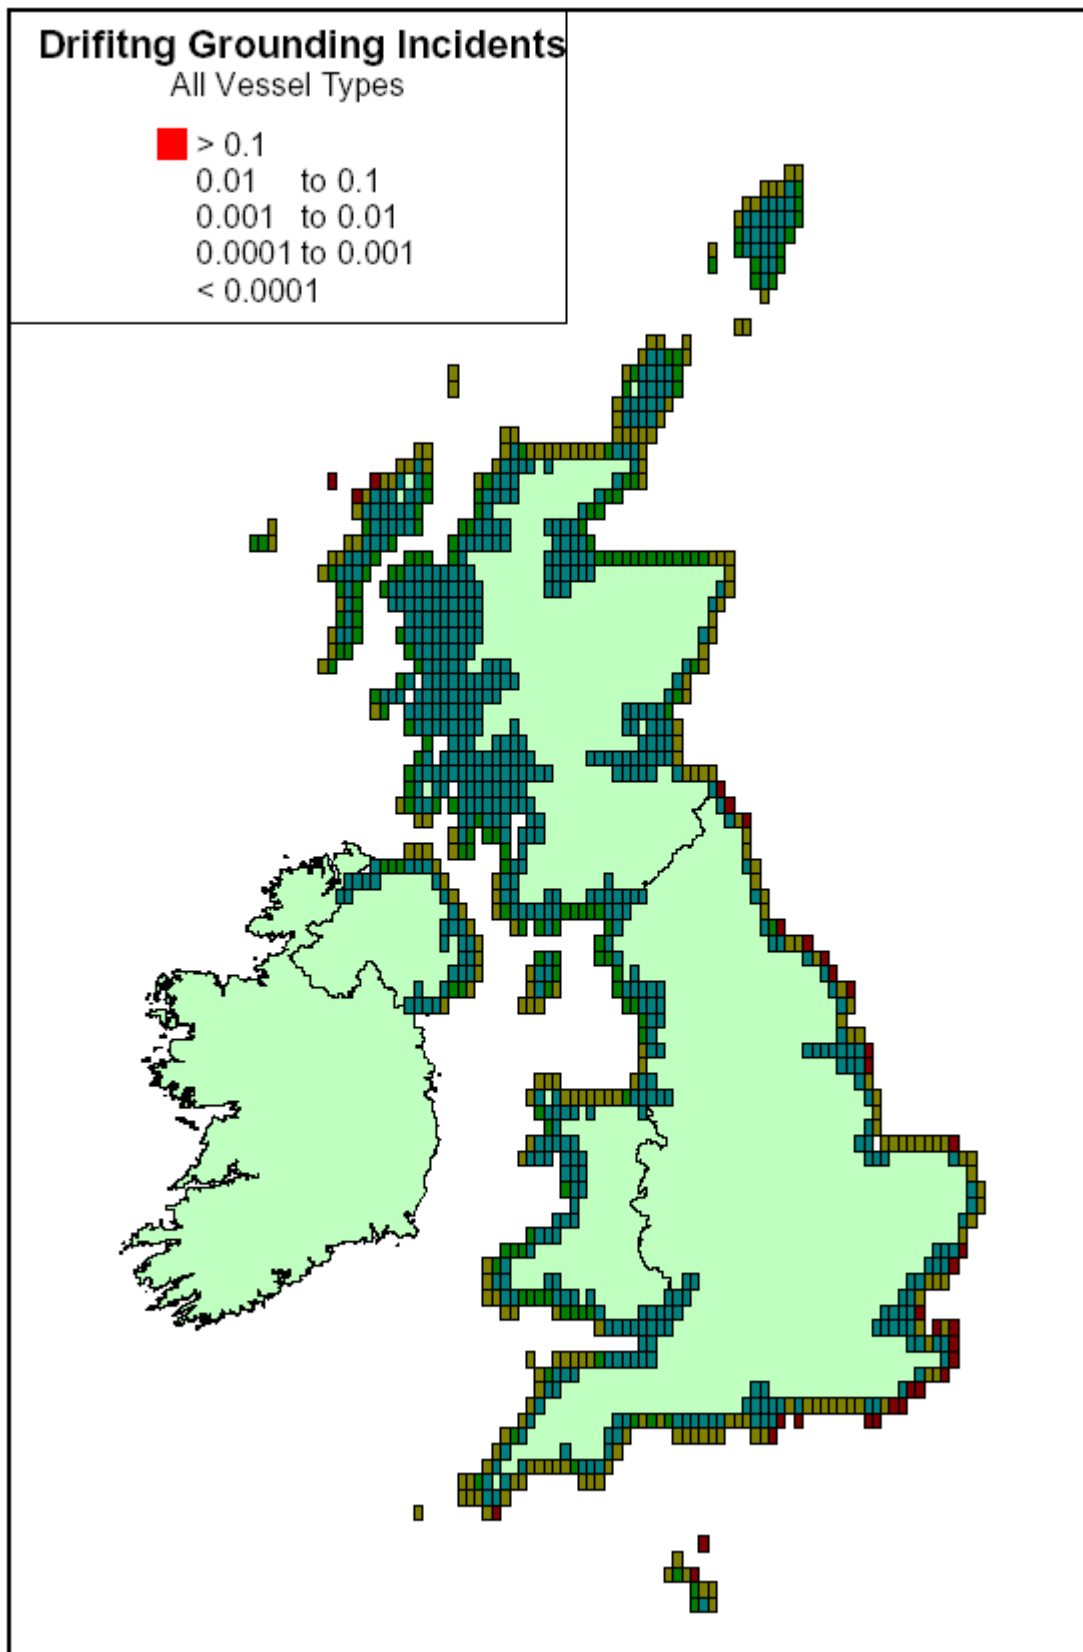 Drifitng Grounding Incidents
All Vessel Types
> 0.1
0.01 to 0.1
0.001 to 0.01
0.0001 to 0.001
< 0.0001